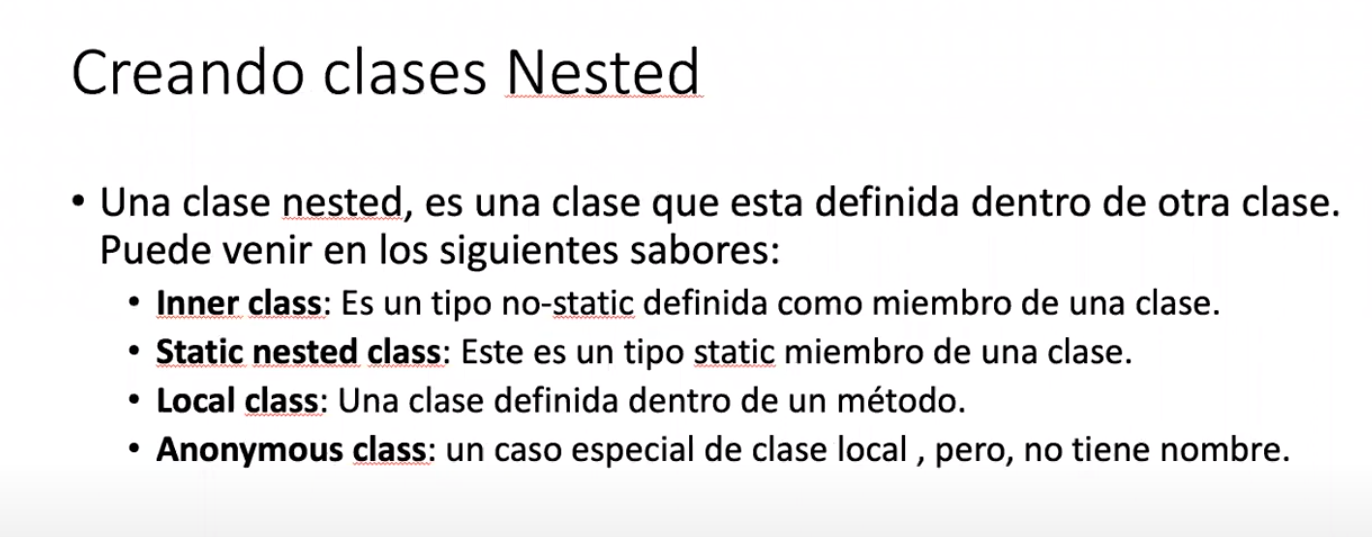 Creando clases Nested
• Una clase nested, es una clase que esta definida dentro de otra clase.
Puede venir en los siguientes sabores:
• Inner class: Es un tipo no-static definida como miembro de una clase.
• Static nested class: Este es un tipo static miembro de una clase.
• Local class: Una clase definida dentro de un método.
• Anonymous class: un caso especial de clase local , pero, no tiene nombre.